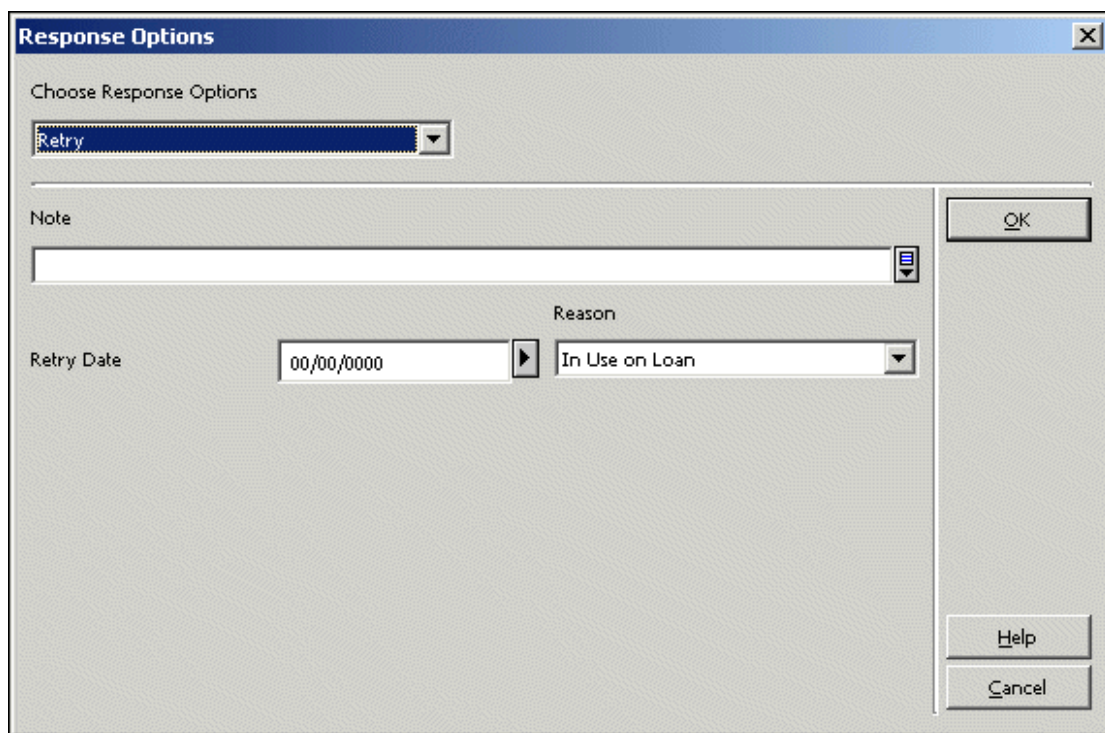 Response Options
Choose Response Options
Retry
Note
OK
Reason
Retry Date 00/00/0000 In Use on Loan
Help
Cancel